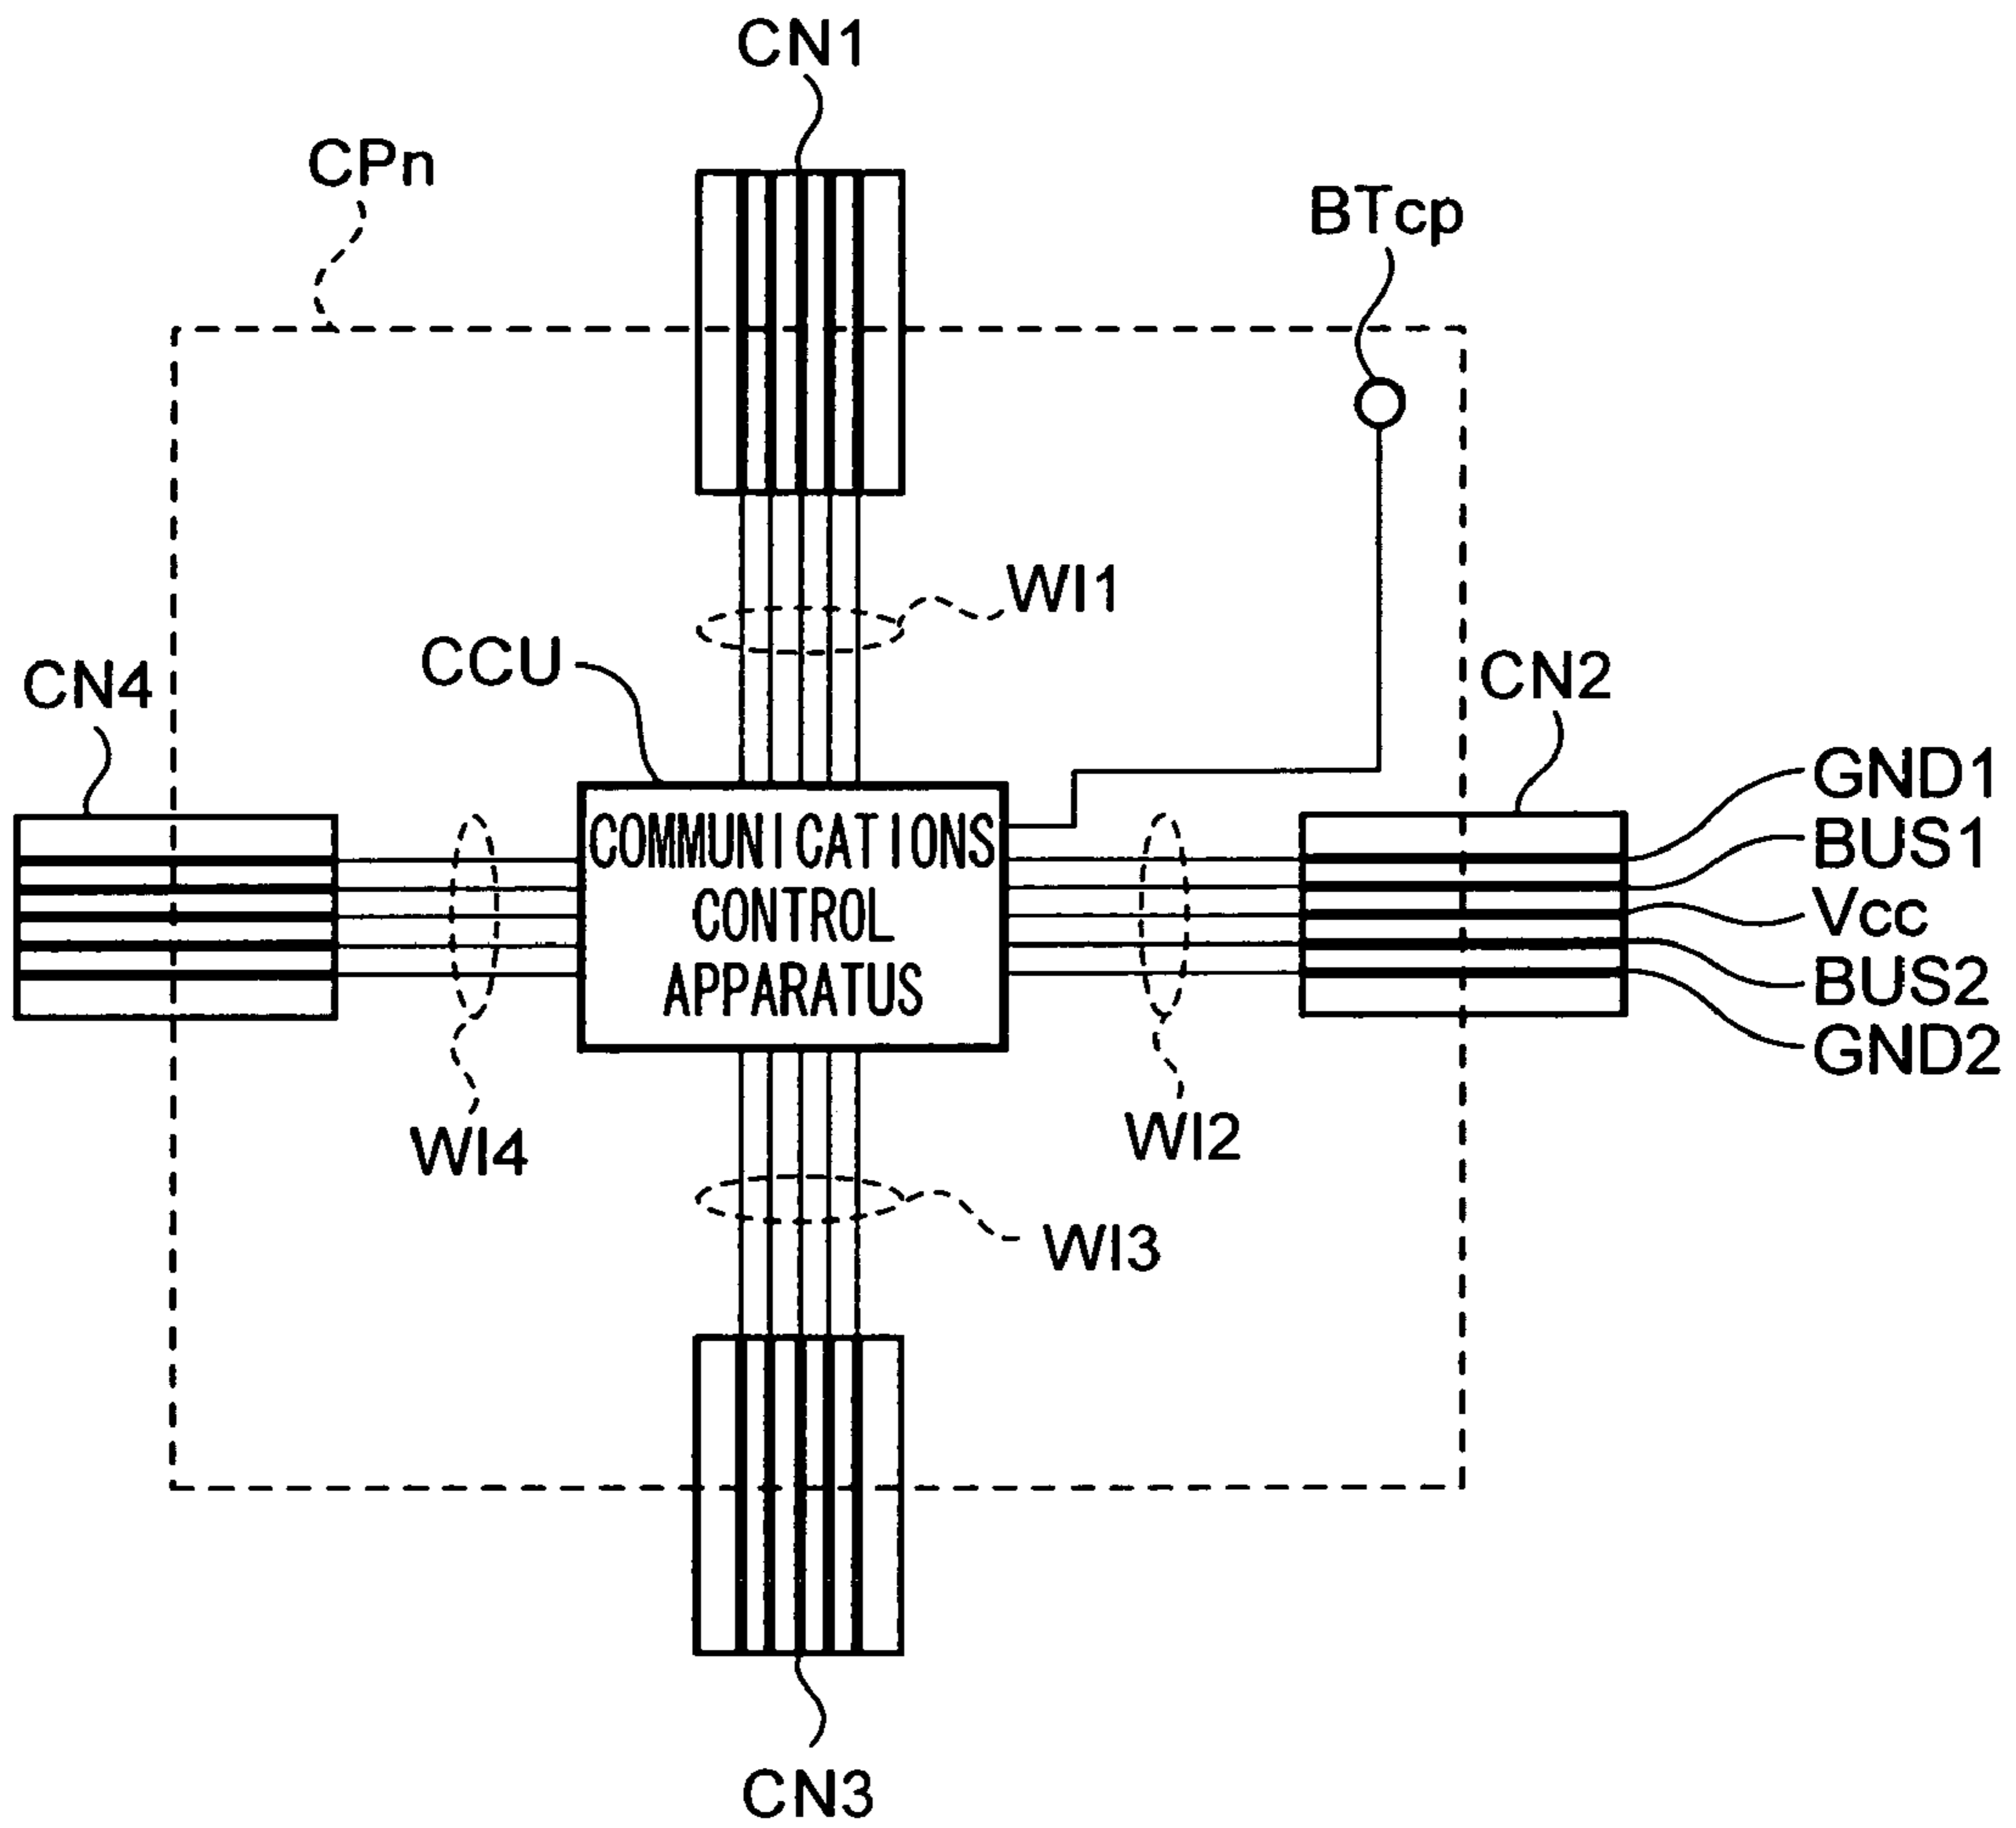 CN1
CPn
BTcp
WI1
CCU
CN4
CN2
GND1
BUS1
Vcc
BUS2
GND2
COMMUNICATIONS
CONTROL
APPARATUS
WI4
WI2
WI3
CN3